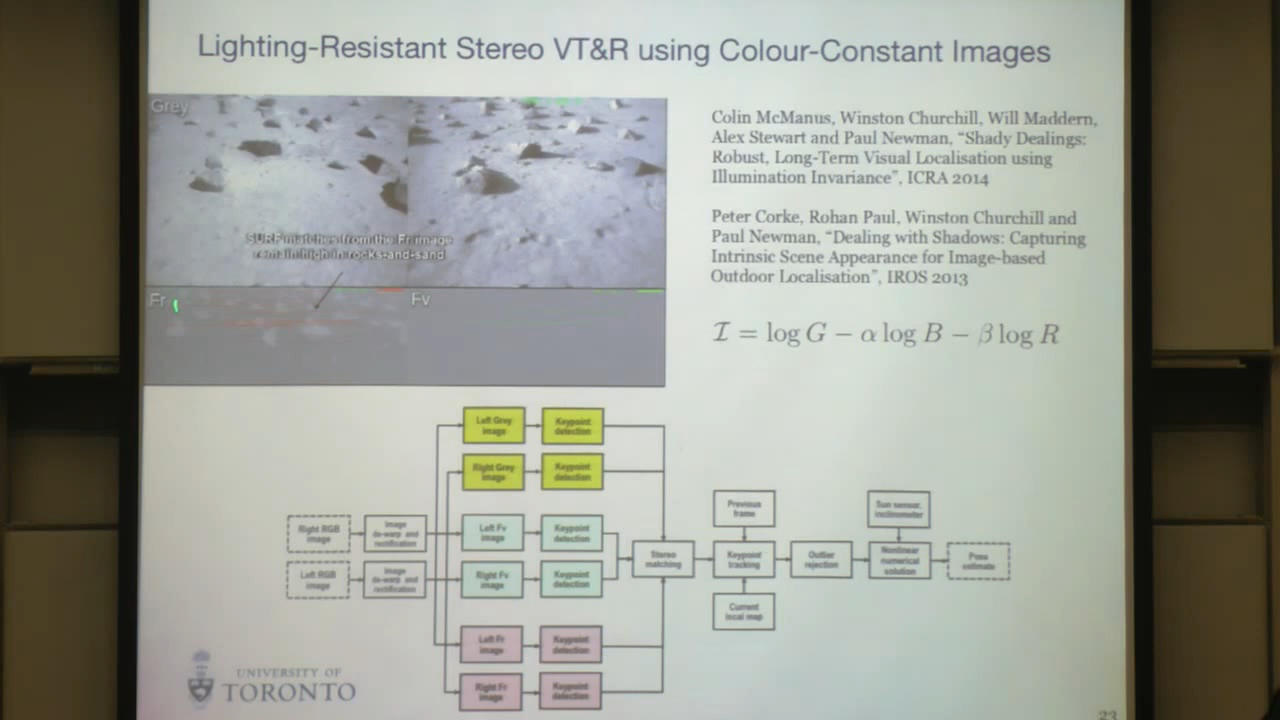 Lighting-Resistant Stereo VT&R using Colour-Constant Images
Grey
SURF matches from the Fr image
remain high in rocks-and-sand
Fr
Fv
Colin McManus, Winston Churchill, Will Maddern,
Alex Stewart and Paul Newman, “Shady Dealings:
Robust, Long-Term Visual Localisation using
Illumination Invariance”, ICRA 2014
Peter Corke, Rohan Paul, Winston Churchill and
Paul Newman, “Dealing with Shadows: Capturing
Intrinsic Scene Appearance for Image-based
Outdoor Localisation”, IROS 2013
I = log G − α log B − β log R
Left Grey
image
Keypoint
detection
Right Grey
image
Keypoint
detection
Right RGB
image
Image
de-warp and
rectification
Left Fv
image
Keypoint
detection
Left RGB
image
Image
de-warp and
rectification
Right Fv
image
Keypoint
detection
Left Fr
image
Keypoint
detection
Right Fr
image
Keypoint
detection
Stereo
matching
Previous
frame
Keypoint
tracking
Current
local map
Outlier
rejection
Sun sensor,
inclinometer
Nonlinear
numerical
solution
Pose
estimate
UNIVERSITY OF
TORONTO
23